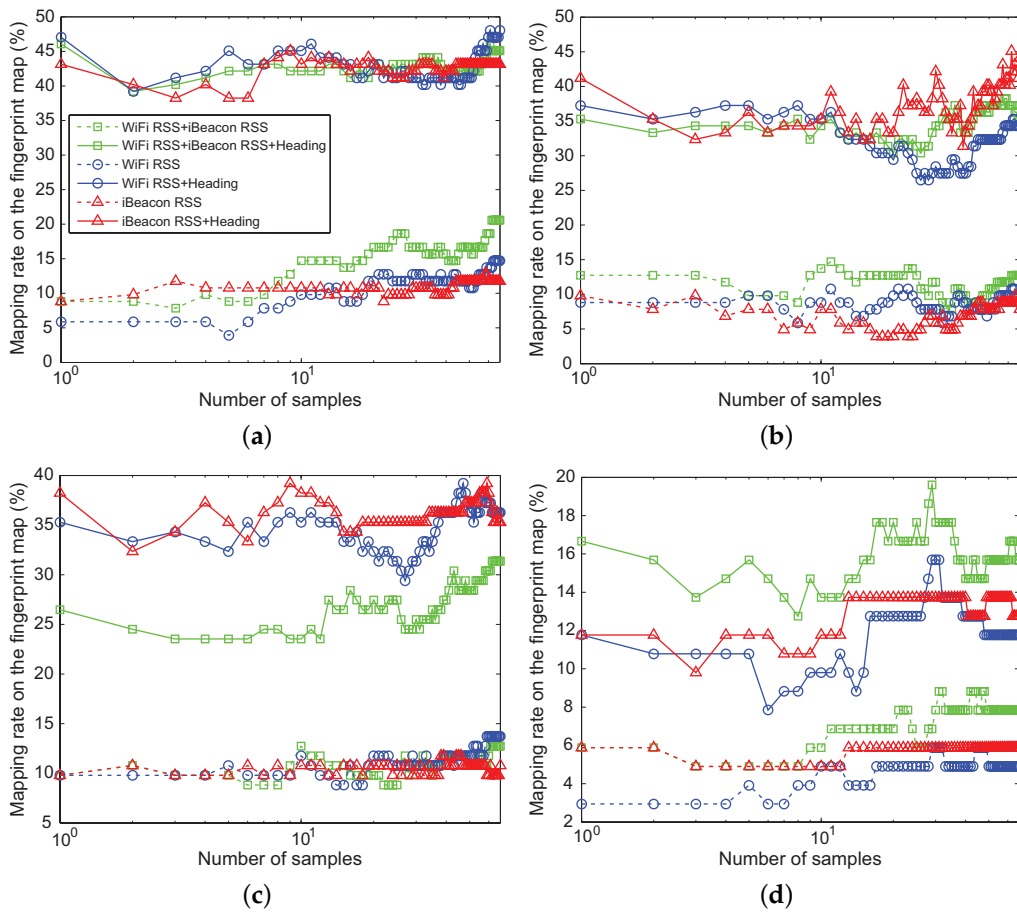 50
45
40
35
30
25
20
15
10
5
0
Mapping rate on the fingerprint map (%)
WiFi RSS+iBeacon RSS
WiFi RSS+iBeacon RSS+Heading
WiFi RSS
WiFi RSS+Heading
iBeacon RSS
iBeacon RSS+Heading
10^0
10^1
Number of samples
(a)
50
45
40
35
30
25
20
15
10
5
0
Mapping rate on the fingerprint map (%)
10^0
10^1
Number of samples
(b)
40
35
30
25
20
15
10
5
Mapping rate on the fingerprint map (%)
10^0
10^1
Number of samples
(c)
20
18
16
14
12
10
8
6
4
2
Mapping rate on the fingerprint map (%)
10^0
10^1
Number of samples
(d)